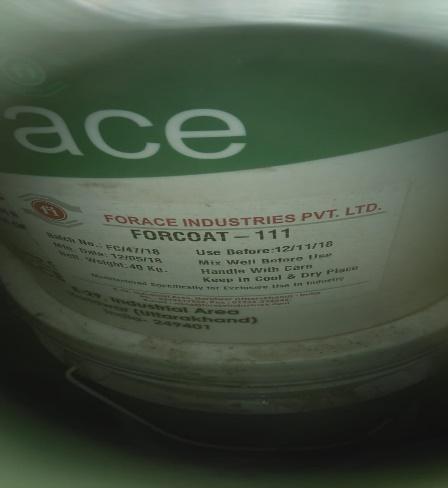 ace
FORACE INDUSTRIES PVT. LTD.
FORCOAT - 111
Batch No.: FC/47/18
Use Before: 12/11/18
Mfg. Date: 12/05/18
Mix Well Before Use
Nett. Weight: 40 Kg.
Handle With Care
Keep in Cool & Dry Place
Manufactured Specifically for Exclusive Use in Industry
E-29, Industrial Area
(Uttarakhand)
India- 249401